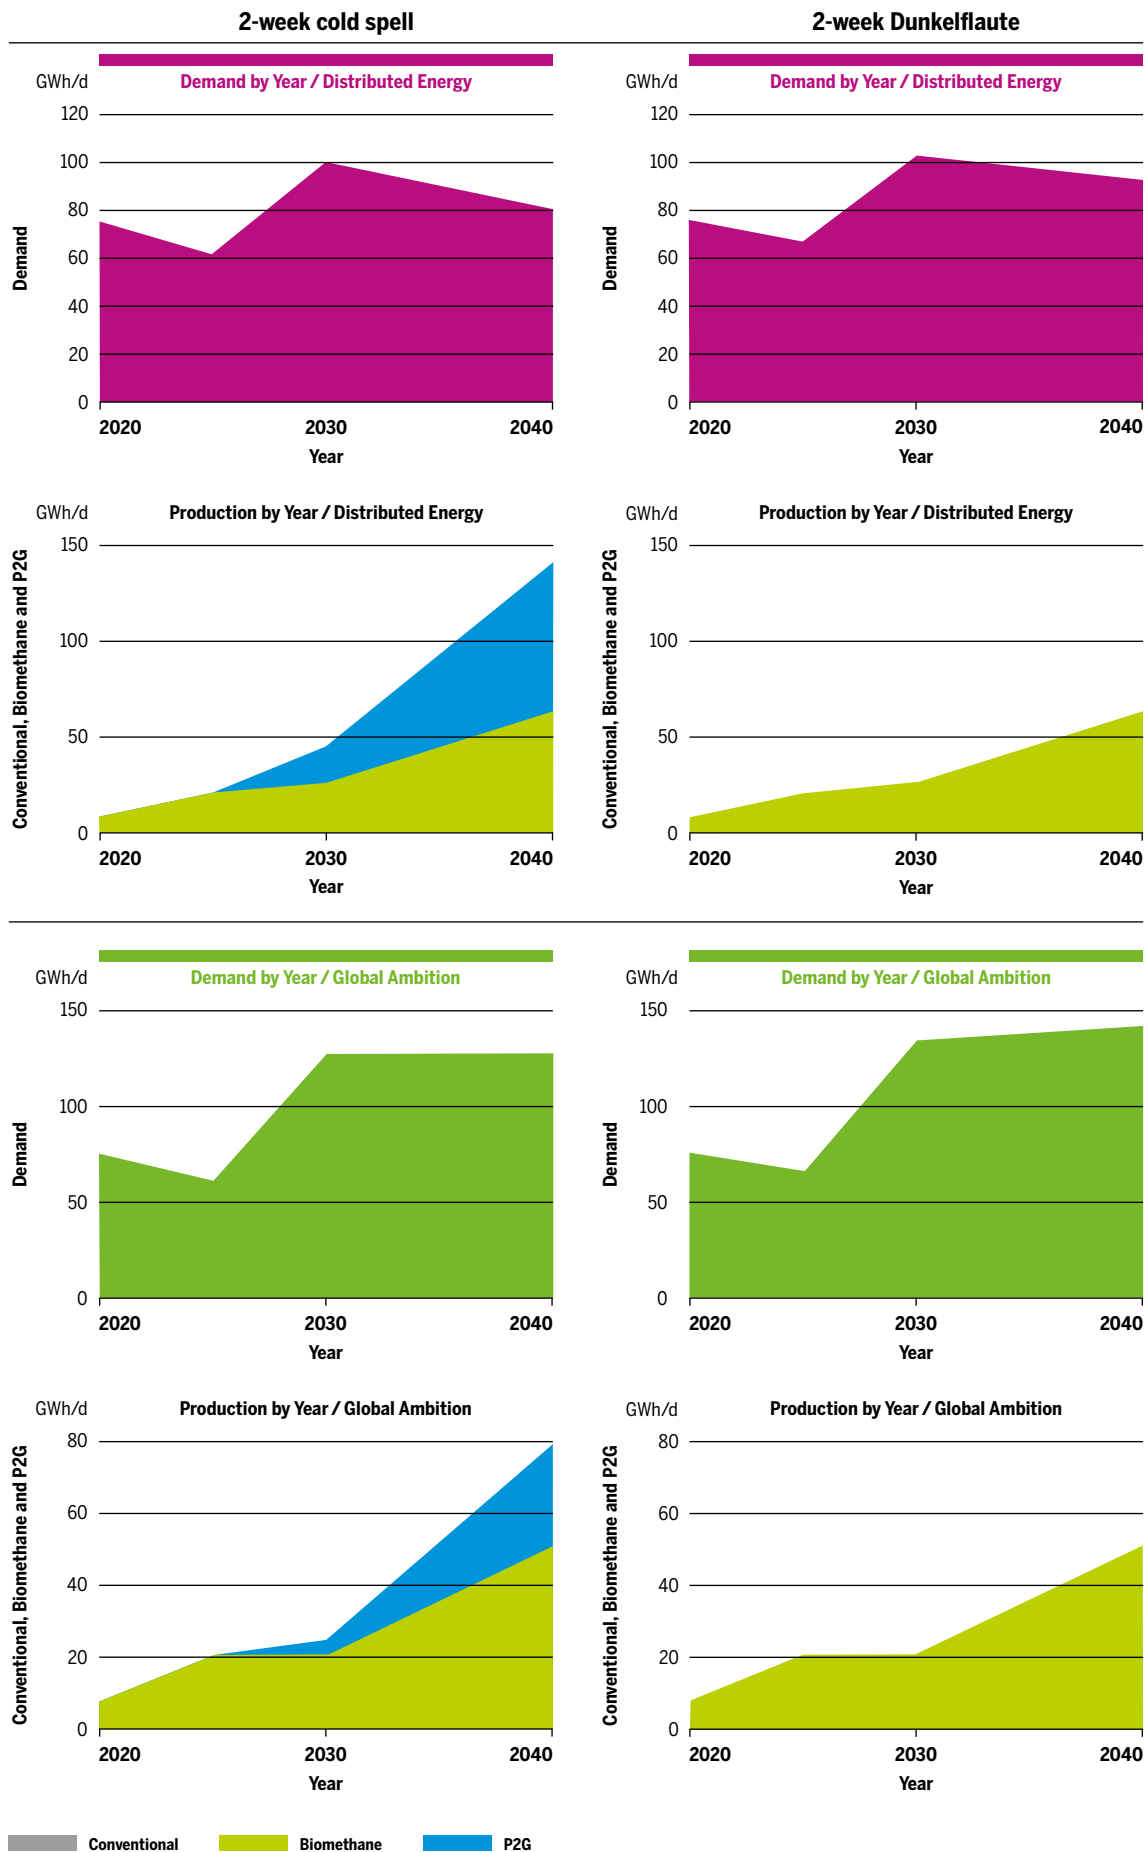 2-week cold spell
2-week Dunkelflaute
GWh/d
Demand by Year / Distributed Energy
120
100
80
60
40
20
0
Demand
2020
2030
2040
Year
GWh/d
Demand by Year / Distributed Energy
120
100
80
60
40
20
0
Demand
2020
2030
2040
Year
GWh/d
Production by Year / Distributed Energy
150
100
50
0
Conventional, Biomethane and P2G
2020
2030
2040
Year
GWh/d
Production by Year / Distributed Energy
150
100
50
0
Conventional, Biomethane and P2G
2020
2030
2040
Year
GWh/d
Demand by Year / Global Ambition
150
100
50
0
Demand
2020
2030
2040
Year
GWh/d
Demand by Year / Global Ambition
150
100
50
0
Demand
2020
2030
2040
Year
GWh/d
Production by Year / Global Ambition
80
60
40
20
0
Conventional, Biomethane and P2G
2020
2030
2040
Year
GWh/d
Production by Year / Global Ambition
80
60
40
20
0
Conventional, Biomethane and P2G
2020
2030
2040
Year
Conventional
Biomethane
P2G